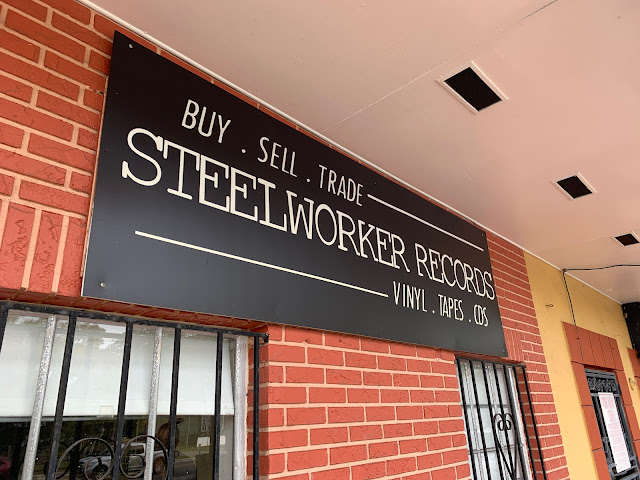 BUY . SELL . TRADE
STEELWORKER RECORDS
VINYL . TAPES . CDS